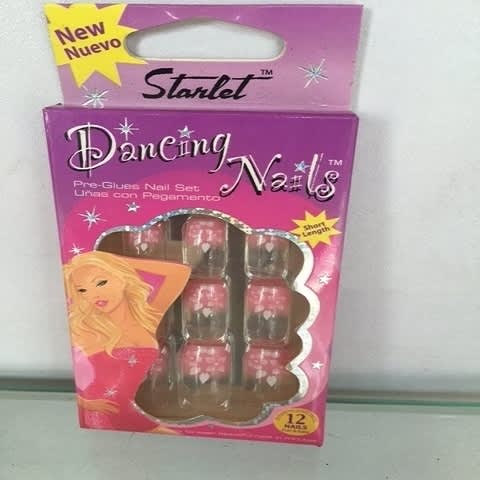 New
Nuevo
Starlet™
Dancing
Nails™
Pre-Glues Nail Set
Uñas con Pegamento
Short
Length
12
NAILS